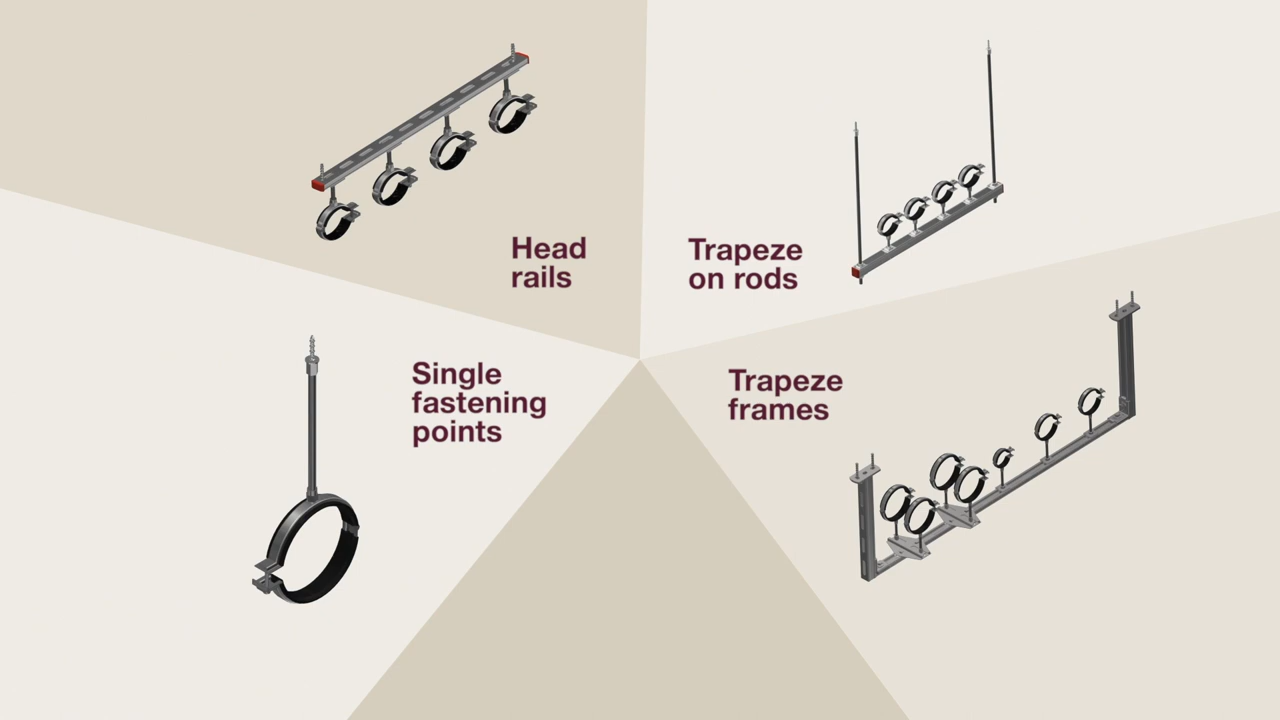 Head
rails
Trapeze
on rods
Single
fastening
points
Trapeze
frames